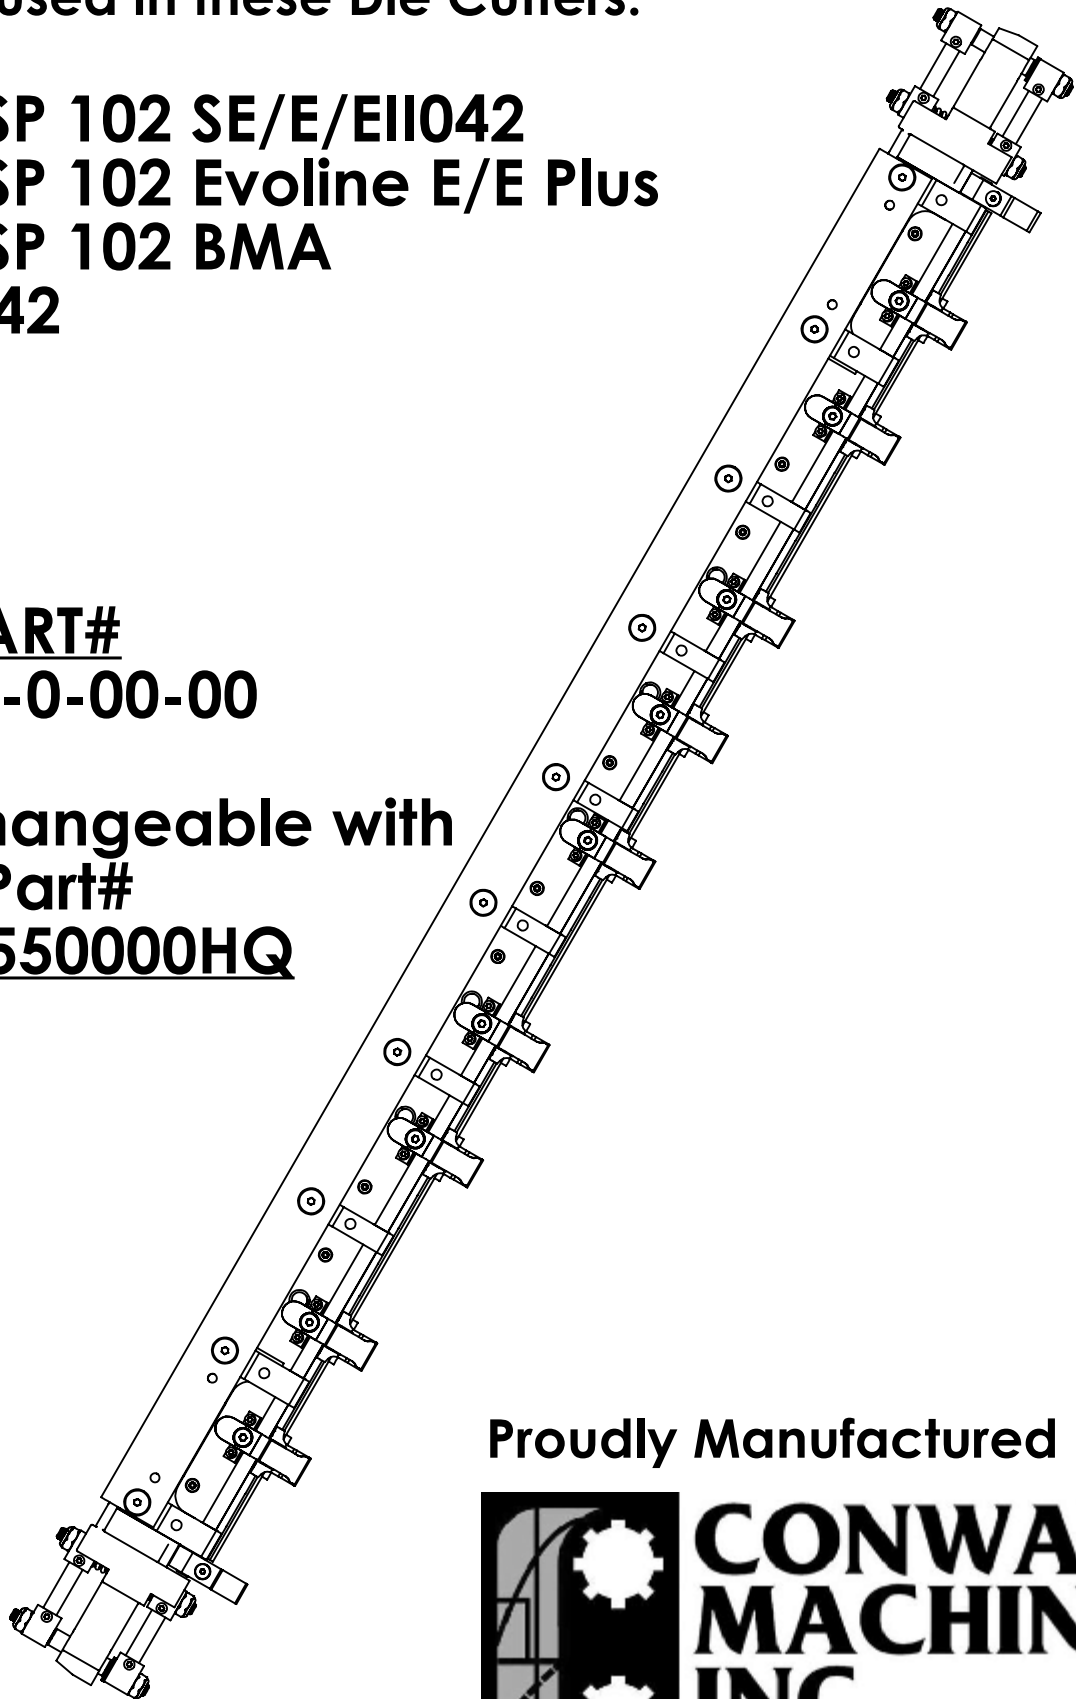 used in these Die Cutters:
SP 102 SE/E/EII042
SP 102 Evoline E/E Plus
SP 102 BMA
42
ART#
-0-00-00
hangeable with
Part#
550000HQ
Proudly Manufactured
CONWA
MACHIN
INC